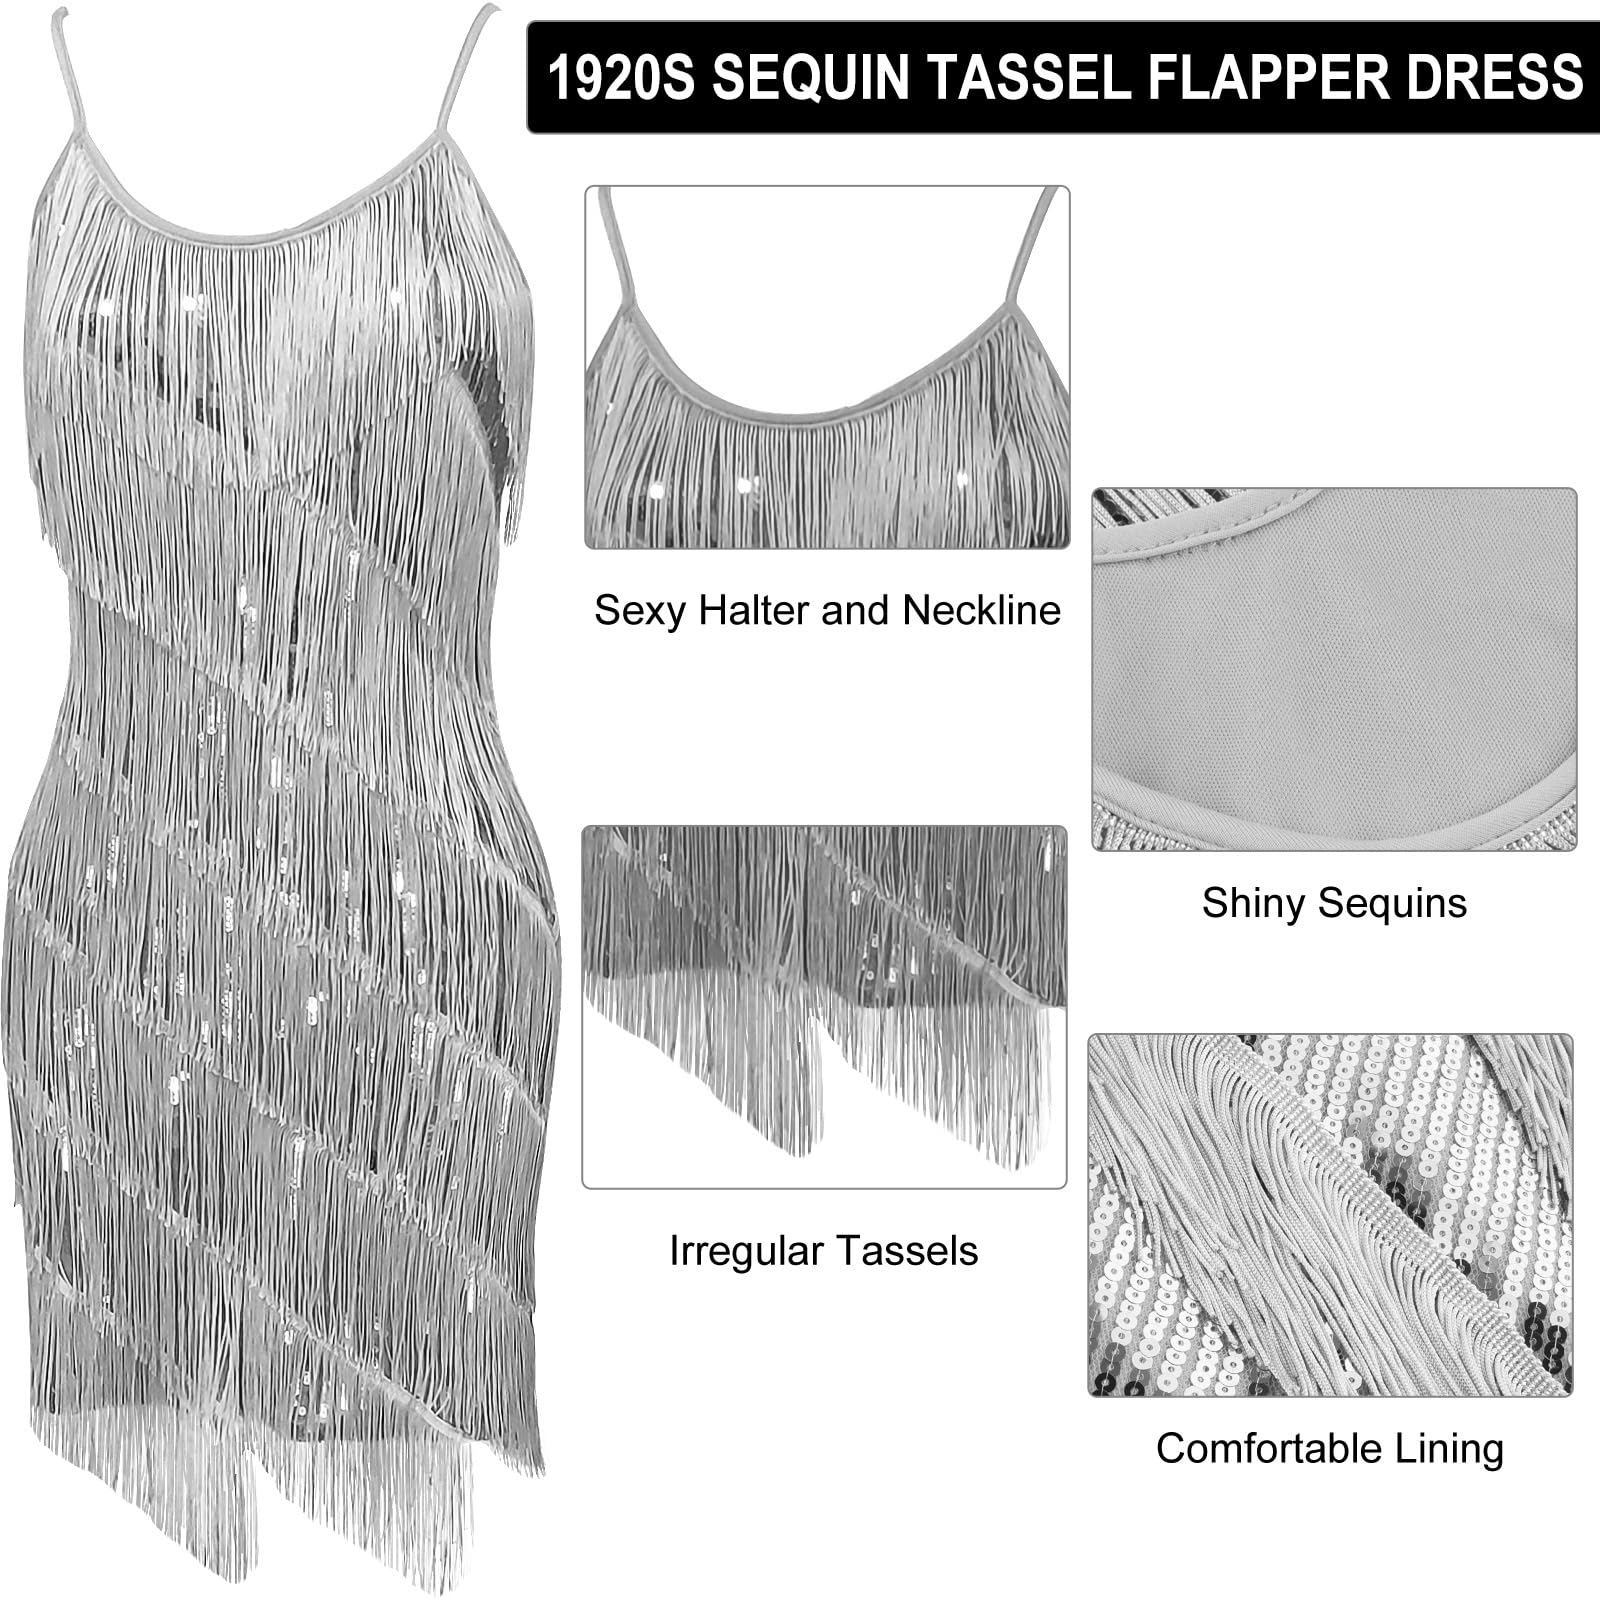 1920S SEQUIN TASSEL FLAPPER DRESS
Sexy Halter and Neckline
Shiny Sequins
Irregular Tassels
Comfortable Lining